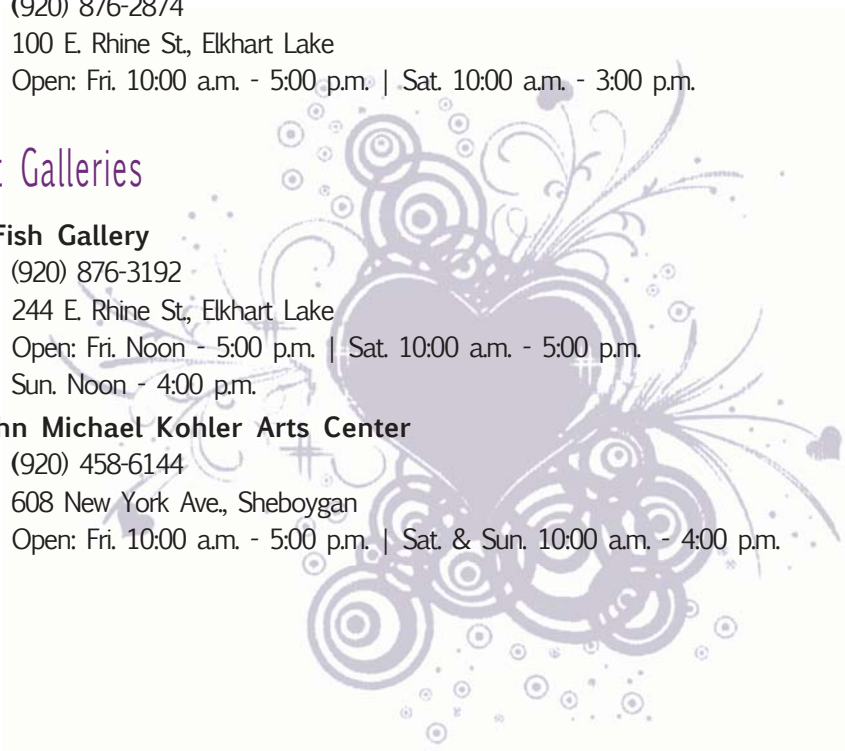 (920) 876-2874
100 E. Rhine St., Elkhart Lake
Open: Fri. 10:00 a.m. - 5:00 p.m. | Sat. 10:00 a.m. - 3:00 p.m.
Galleries
Fish Gallery
(920) 876-3192
244 E. Rhine St., Elkhart Lake
Open: Fri. Noon - 5:00 p.m. | Sat. 10:00 a.m. - 5:00 p.m.
Sun. Noon - 4:00 p.m.
hn Michael Kohler Arts Center
(920) 458-6144
608 New York Ave., Sheboygan
Open: Fri. 10:00 a.m. - 5:00 p.m. | Sat. & Sun. 10:00 a.m. - 4:00 p.m.